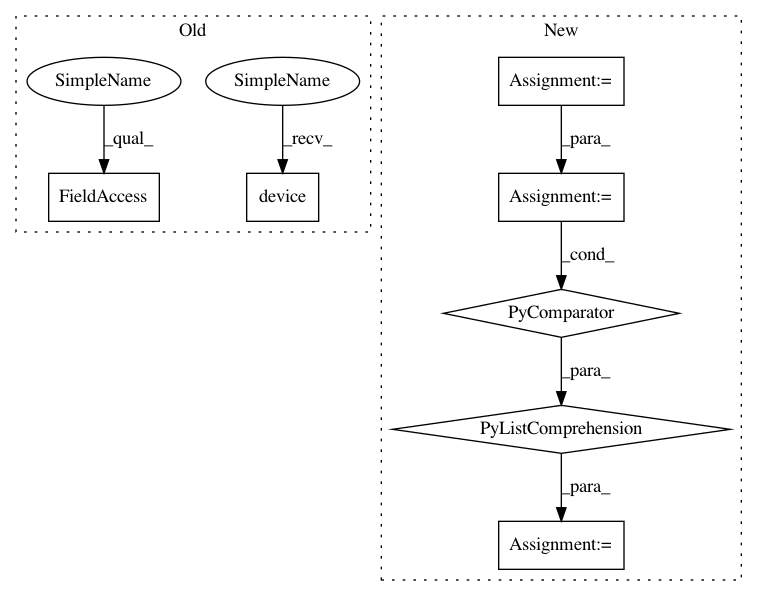 Old
New
SimpleName
SimpleName
Assignment:=
_qual_
_recv_
_para_
FieldAccess
device
Assignment:=
_cond_
PyComparator
_para_
PyListComprehension
_para_
Assignment:=